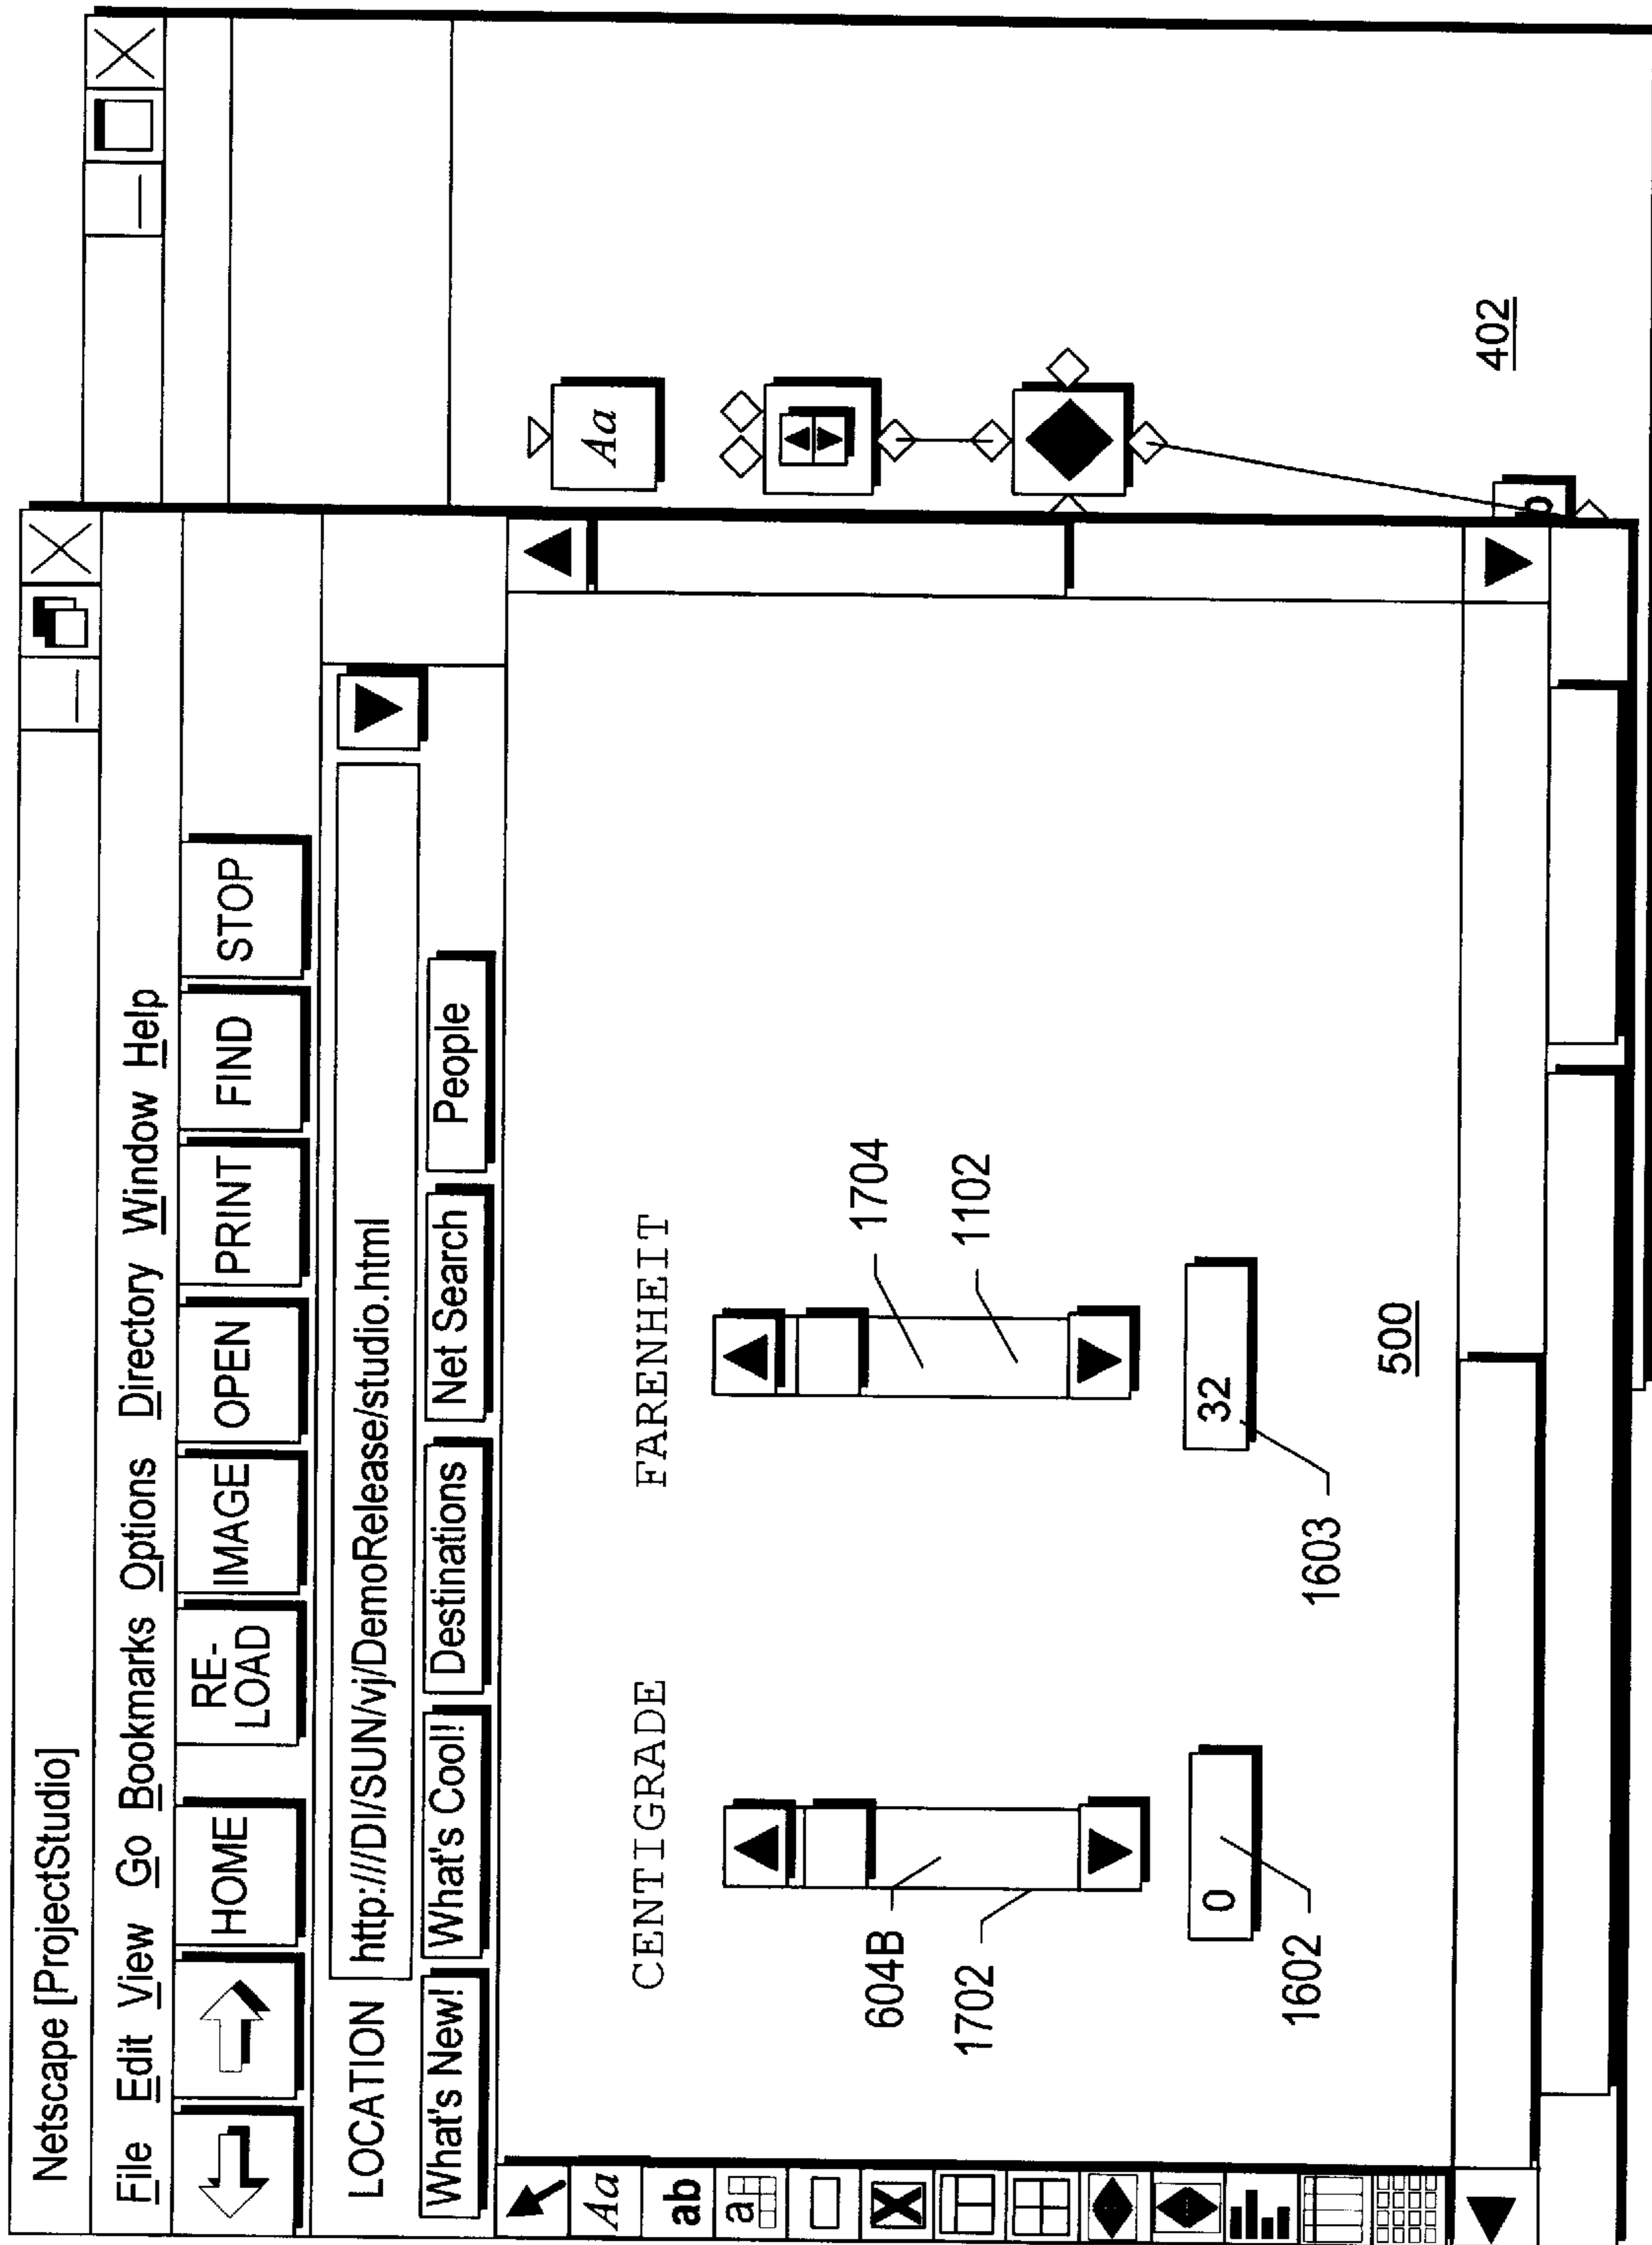 Netscape [ProjectStudio]
File Edit View Go Bookmarks Options Directory Window Help
HOME RE-LOAD IMAGE OPEN PRINT FIND STOP
LOCATION http:///DI/SUN/vj/DemoRelease/studio.html
What's New! What's Cool! Destinations Net Search People
Aa
ab
a
CENTIGRADE FARENHEIT
604B
1702
1704
1102
0
32
1602
1603
500
Aa
b
402